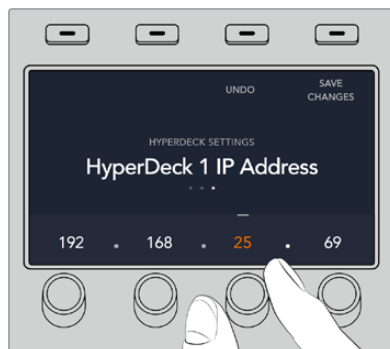 UNDO
SAVE
CHANGES
HYPERDECK SETTINGS
HyperDeck 1 IP Address
192 . 168 . 25 . 69